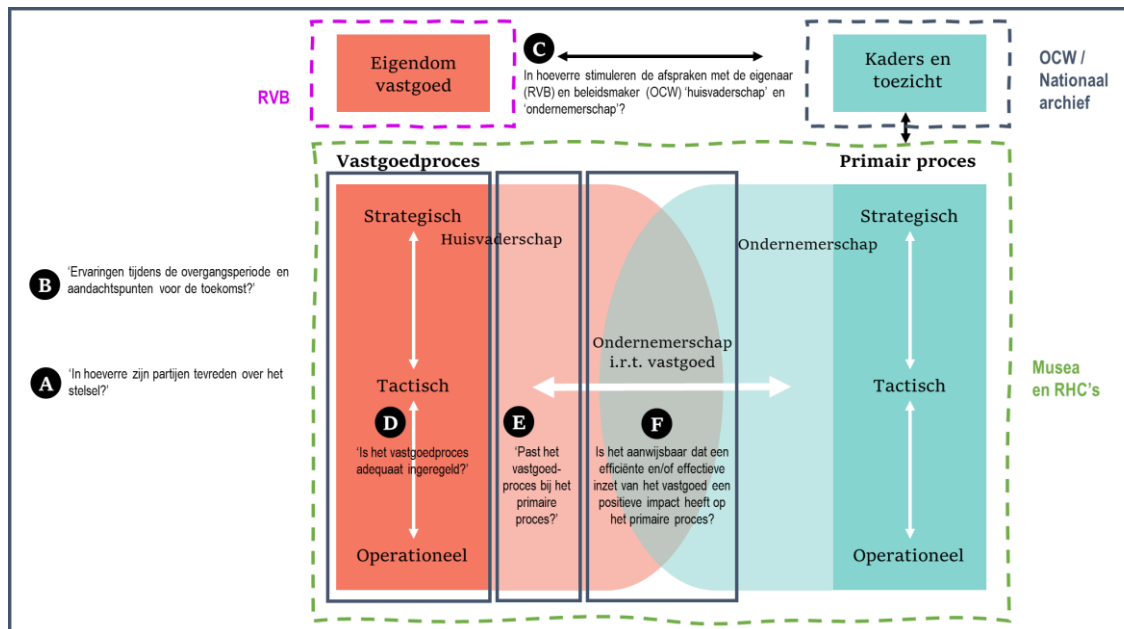 RVB
Eigendom
vastgoed
C
In hoeverre stimuleren de afspraken met de eigenaar
(RVB) en beleidsmaker (OCW) 'huisvaderschap' en
'ondernemerschap'?
Kaders en
toezicht
OCW /
Nationaal
archief
Vastgoedproces
Primair proces
Strategisch
Huisvaderschap
Ondernemerschap
Strategisch
B
'Ervaringen tijdens de overgangsperiode en
aandachtspunten voor de toekomst?'
A
'In hoeverre zijn partijen tevreden over het
stelsel?'
Ondernemerschap
i.r.t. vastgoed
Tactisch
Tactisch
Musea
en RHC's
D
'Is het vastgoedproces
adequaat ingeregeld?'
E
'Past het
vastgoed-
proces bij het
primaire
proces?'
F
Is het aanwijsbaar dat een
efficiënte en/of effectieve
inzet van het vastgoed een
positieve impact heeft op
het primaire proces?
Operationeel
Operationeel